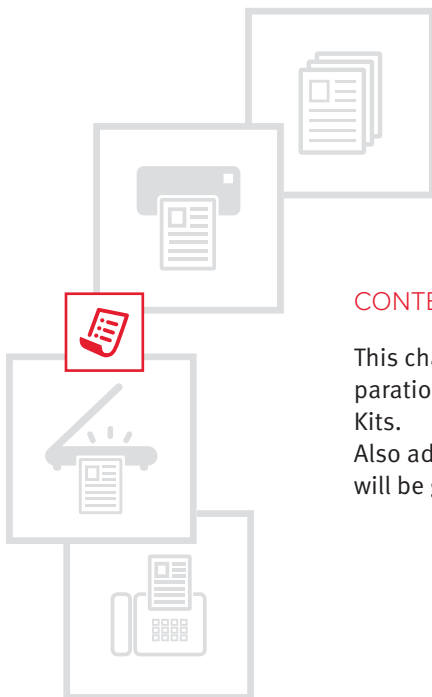 CONTE
This cha
paratio
Kits.
Also ad
will be g